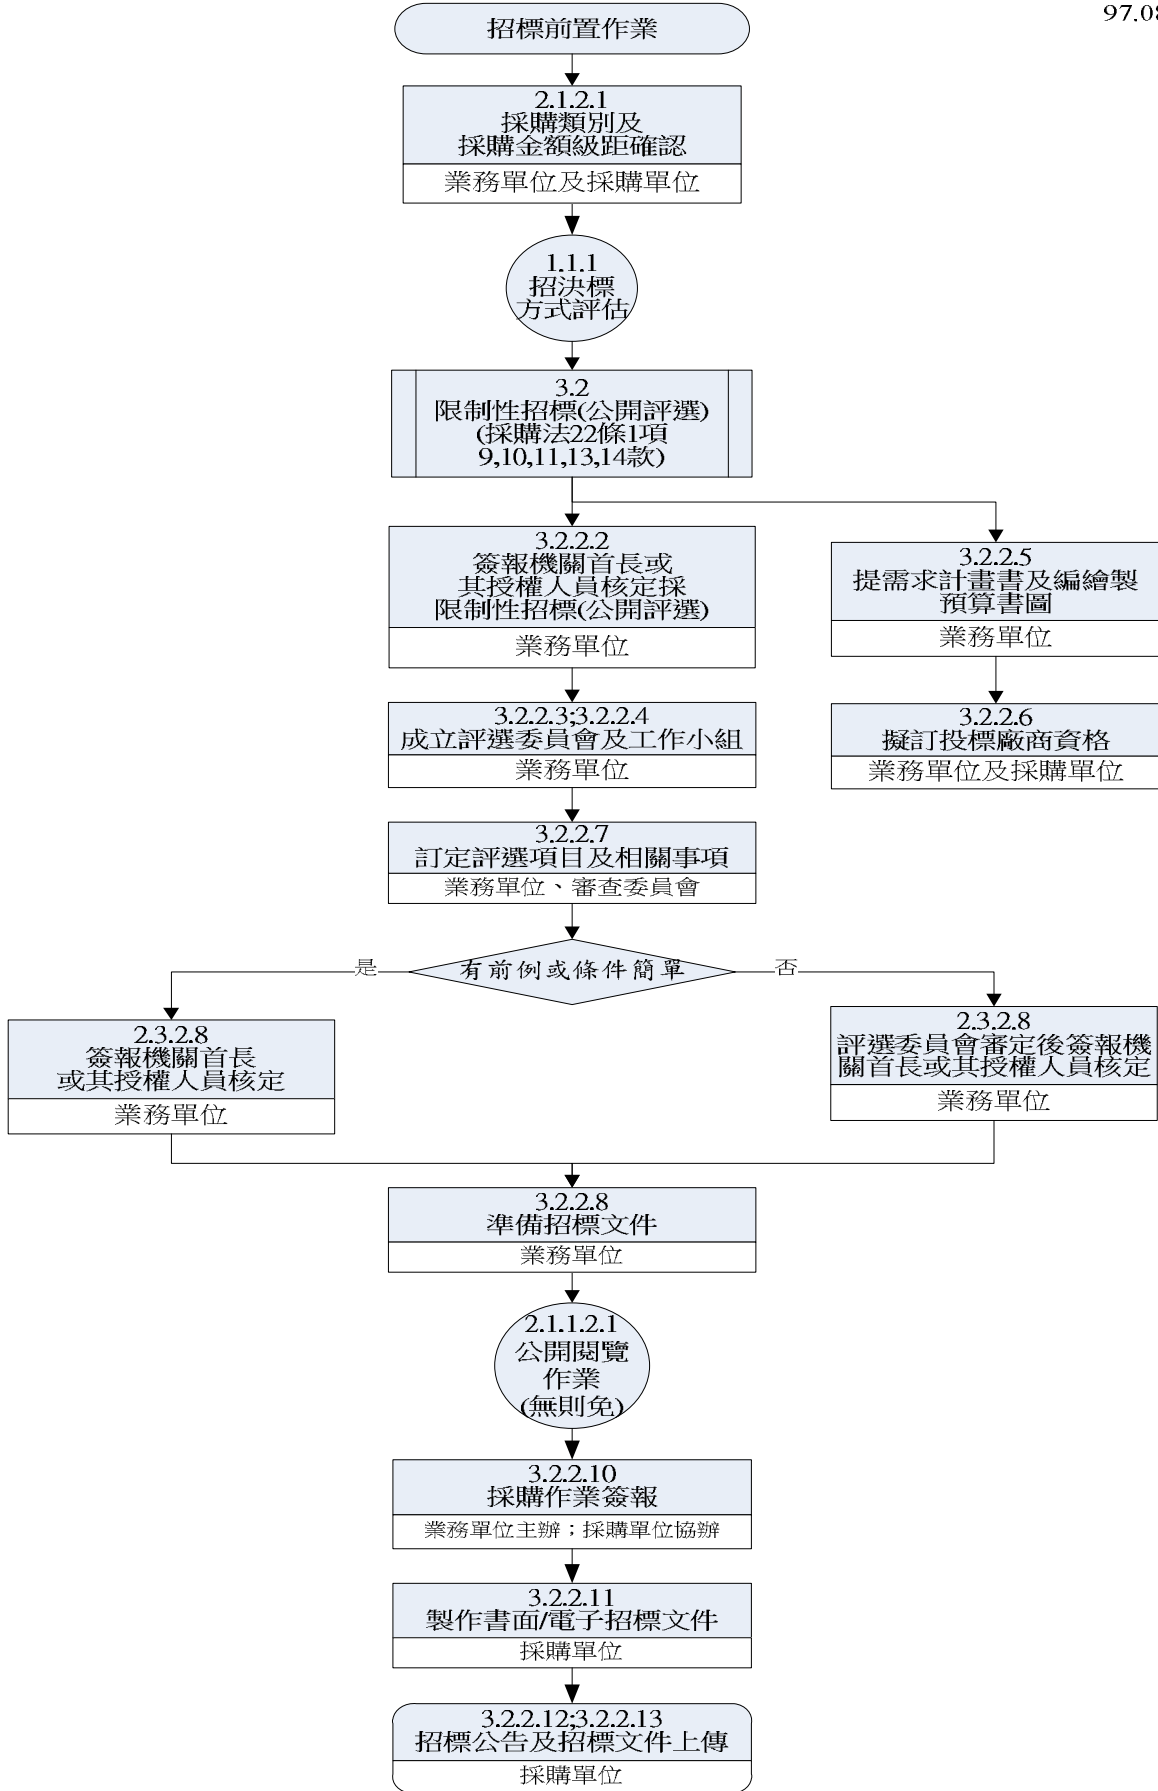 97.08
招標前置作業
2.1.2.1
採購類別及
採購金額級距確認
業務單位及採購單位
1.1.1
招決標
方式評估
3.2
限制性招標(公開評選)
(採購法22條1項
9,10,11,13,14款)
3.2.2.2
簽報機關首長或
其授權人員核定採
限制性招標(公開評選)
業務單位
3.2.2.5
提需求計畫書及編繪製
預算書圖
業務單位
3.2.2.3;3.2.2.4
成立評選委員會及工作小組
業務單位
3.2.2.6
擬訂投標廠商資格
業務單位及採購單位
3.2.2.7
訂定評選項目及相關事項
業務單位、審查委員會
有前例或條件簡單
是
否
2.3.2.8
簽報機關首長
或其授權人員核定
業務單位
2.3.2.8
評選委員會審定後簽報機
關首長或其授權人員核定
業務單位
3.2.2.8
準備招標文件
業務單位
2.1.1.2.1
公開閱覽
作業
(無則免)
3.2.2.10
採購作業簽報
業務單位主辦；採購單位協辦
3.2.2.11
製作書面/電子招標文件
採購單位
3.2.2.12;3.2.2.13
招標公告及招標文件上傳
採購單位